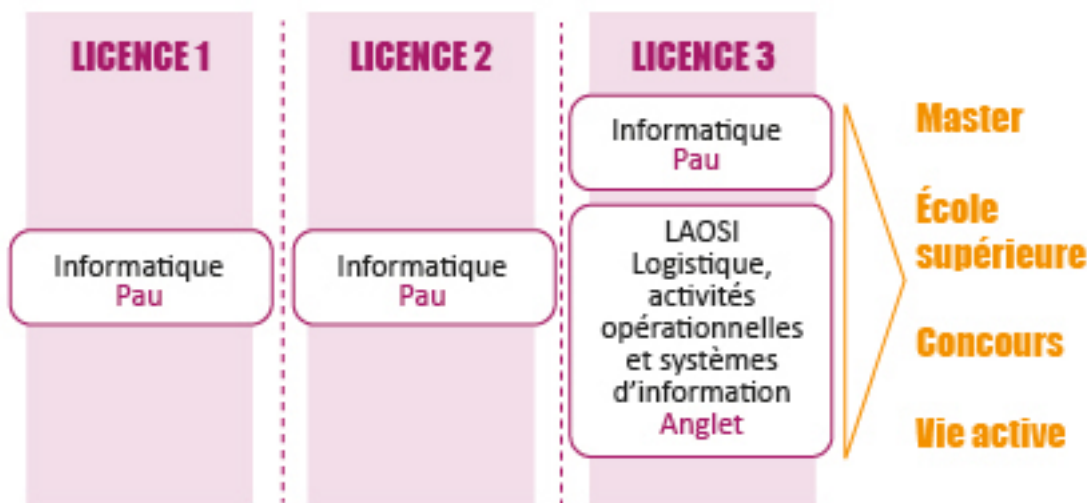 LICENCE 1
Informatique
Pau
LICENCE 2
Informatique
Pau
LICENCE 3
Informatique
Pau
LAOSI
Logistique,
activités
opérationnelles
et systèmes
d'information
Anglet
Master
École
supérieure
Concours
Vie active